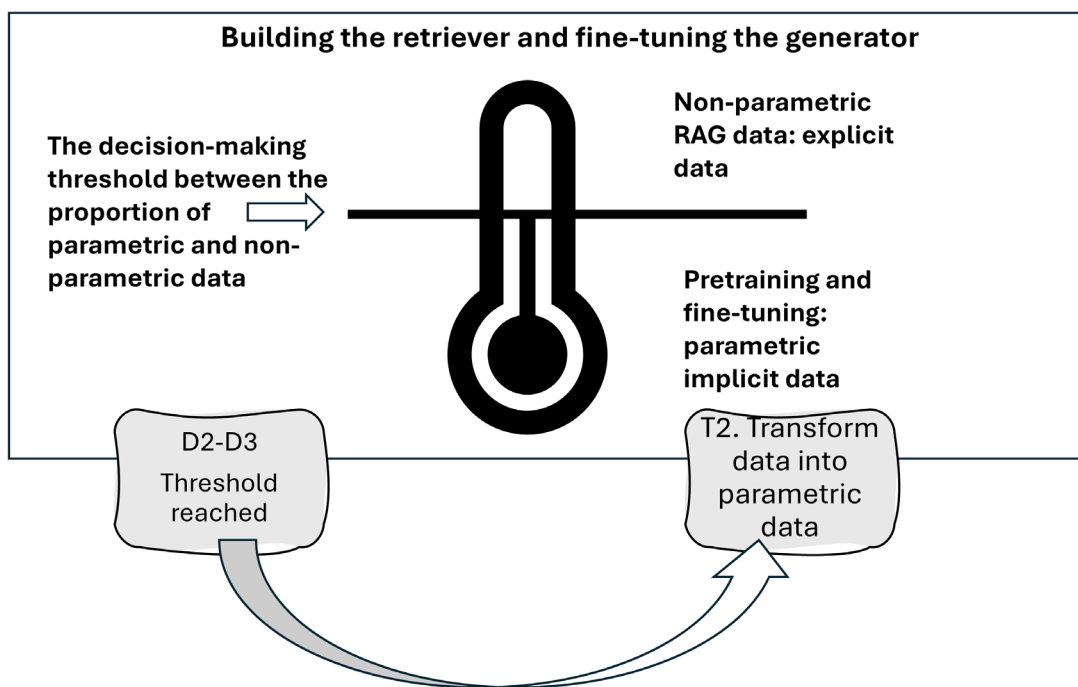 Building the retriever and fine-tuning the generator
The decision-making
threshold between the
proportion of
parametric and non-
parametric data
Non-parametric
RAG data: explicit
data
Pretraining and
fine-tuning:
parametric
implicit data
D2-D3
Threshold
reached
T2. Transform
data into
parametric
data